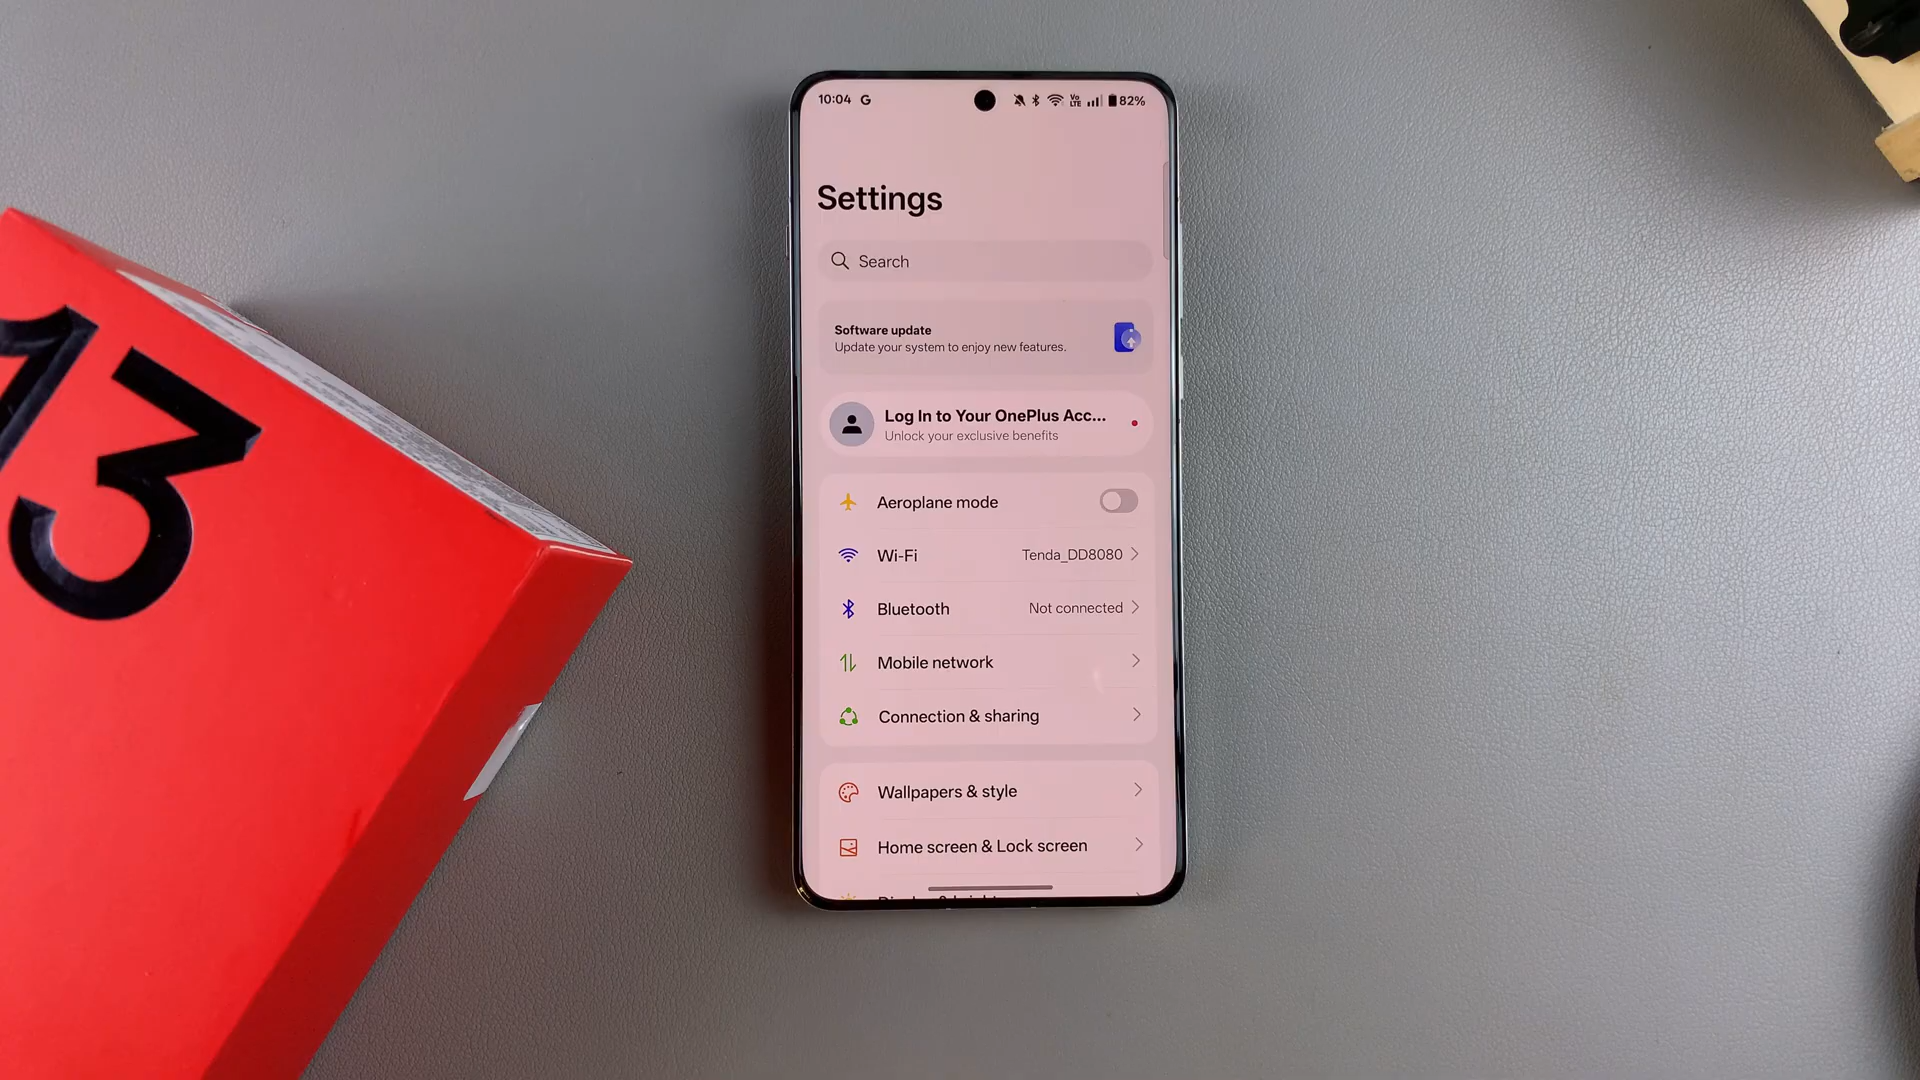 13
10:04 G
Vo LTE 82%
Settings
Search
Software update
Update your system to enjoy new features.
Log In to Your OnePlus Acc...
Unlock your exclusive benefits
Aeroplane mode
Wi-Fi Tenda_DD8080
Bluetooth Not connected
Mobile network
Connection & sharing
Wallpapers & style
Home screen & Lock screen